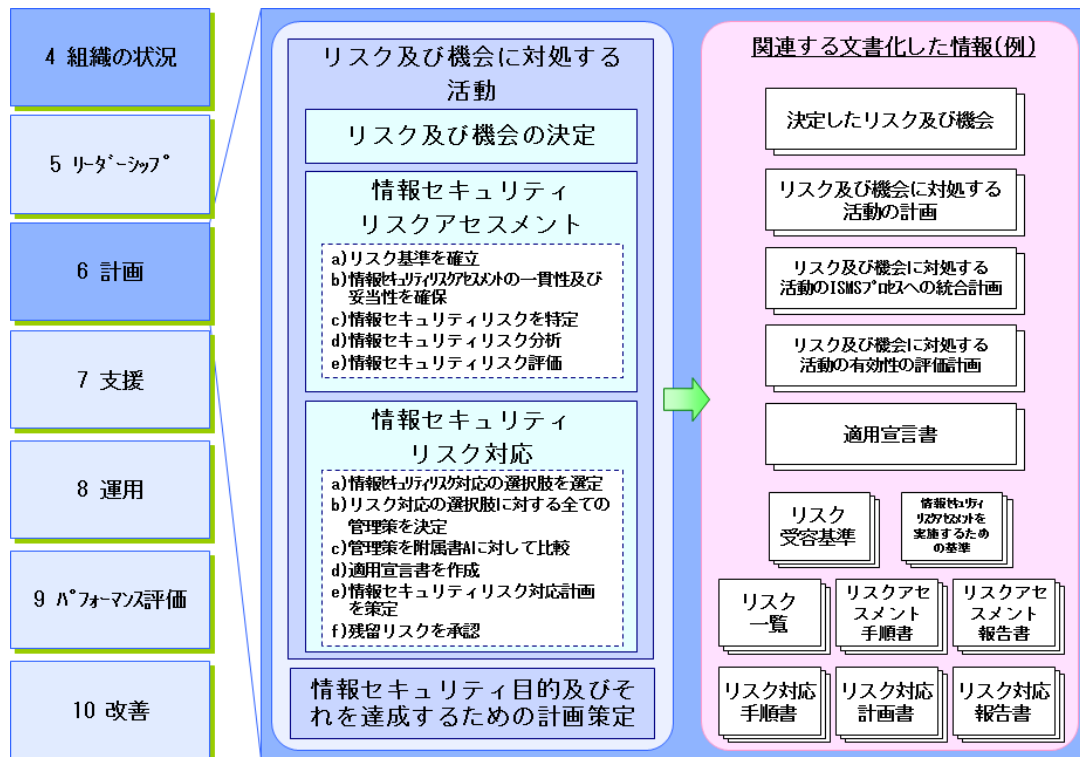 4 組織の状況
5 リーダーシップ
6 計画
7 支援
8 運用
9 パフォーマンス評価
10 改善
リスク及び機会に対処する
活動
リスク及び機会の決定
情報セキュリティ
リスクアセスメント
a)リスク基準を確立
b)情報セキュリティリスクアセスメントの一貫性及び
妥当性を確保
c)情報セキュリティリスクを特定
d)情報セキュリティリスク分析
e)情報セキュリティリスク評価
情報セキュリティ
リスク対応
a)情報セキュリティリスク対応の選択肢を選定
b)リスク対応の選択肢に対する全ての
管理策を決定
c)管理策を附属書AIに対して比較
d)適用宣言書を作成
e)情報セキュリティリスク対応計画
を策定
f)残留リスクを承認
情報セキュリティ目的及びそ
れを達成するための計画策定
関連する文書化した情報(例)
決定したリスク及び機会
リスク及び機会に対処する
活動の計画
リスク及び機会に対処する
活動のISMSプロセスへの統合計画
リスク及び機会に対処する
活動の有効性の評価計画
適用宣言書
リスク
受容基準
情報セキュリティ
リスクアセスメントを
実施するための
の基準
リスク
一覧
リスクアセ
スメント
手順書
リスクアセ
スメント
報告書
リスク対応
手順書
リスク対応
計画書
リスク対応
報告書